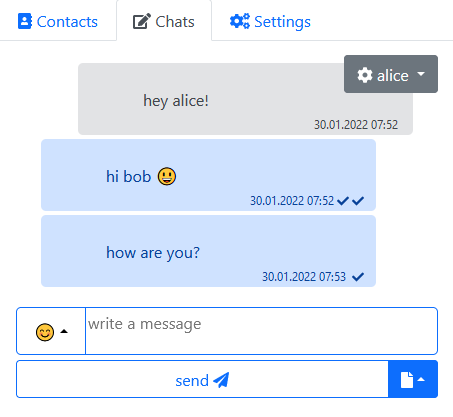 Contacts
Chats
Settings
alice
hey alice!
30.01.2022 07:52
hi bob 😃
30.01.2022 07:52
how are you?
30.01.2022 07:53
😊
write a message
send